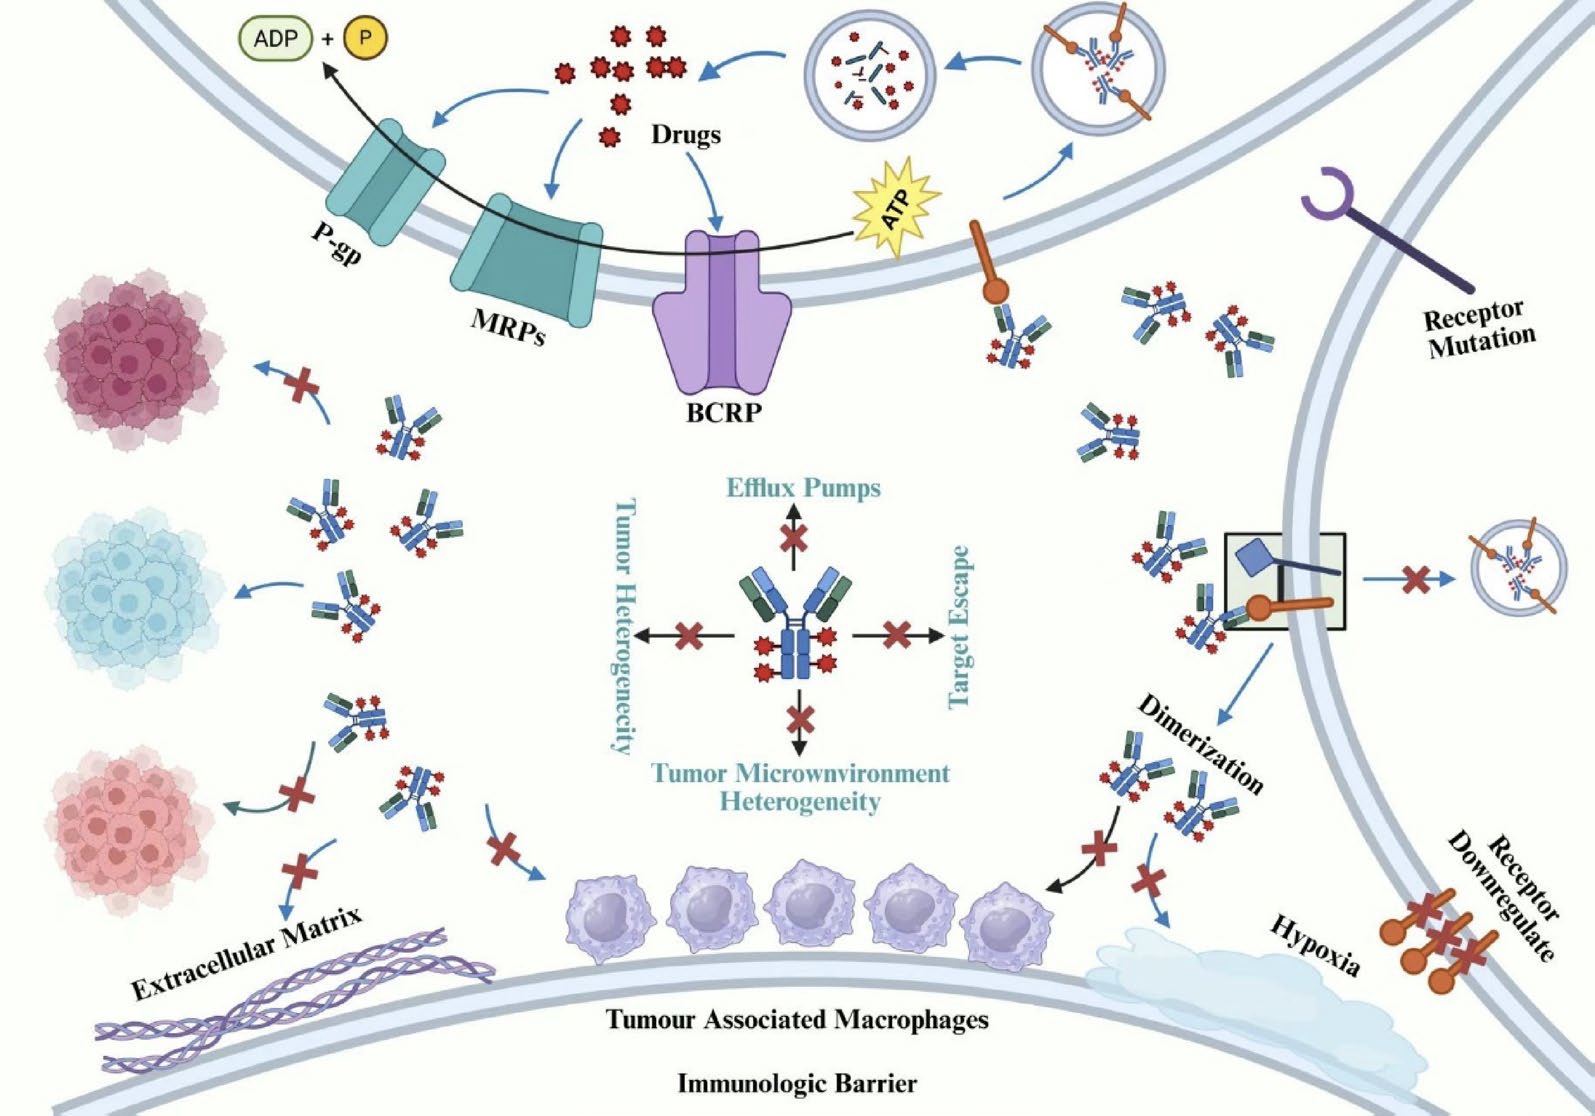 ADP + P
Drugs
ATP
P-gp
MRPs
BCRP
Receptor
Mutation
Efflux Pumps
Tumor Heterogenecity
Target Escape
Tumor Micrownvironment
Heterogeneity
Dimerization
Receptor
Downregulate
Hypoxia
Extracellular Matrix
Tumour Associated Macrophages
Immunologic Barrier